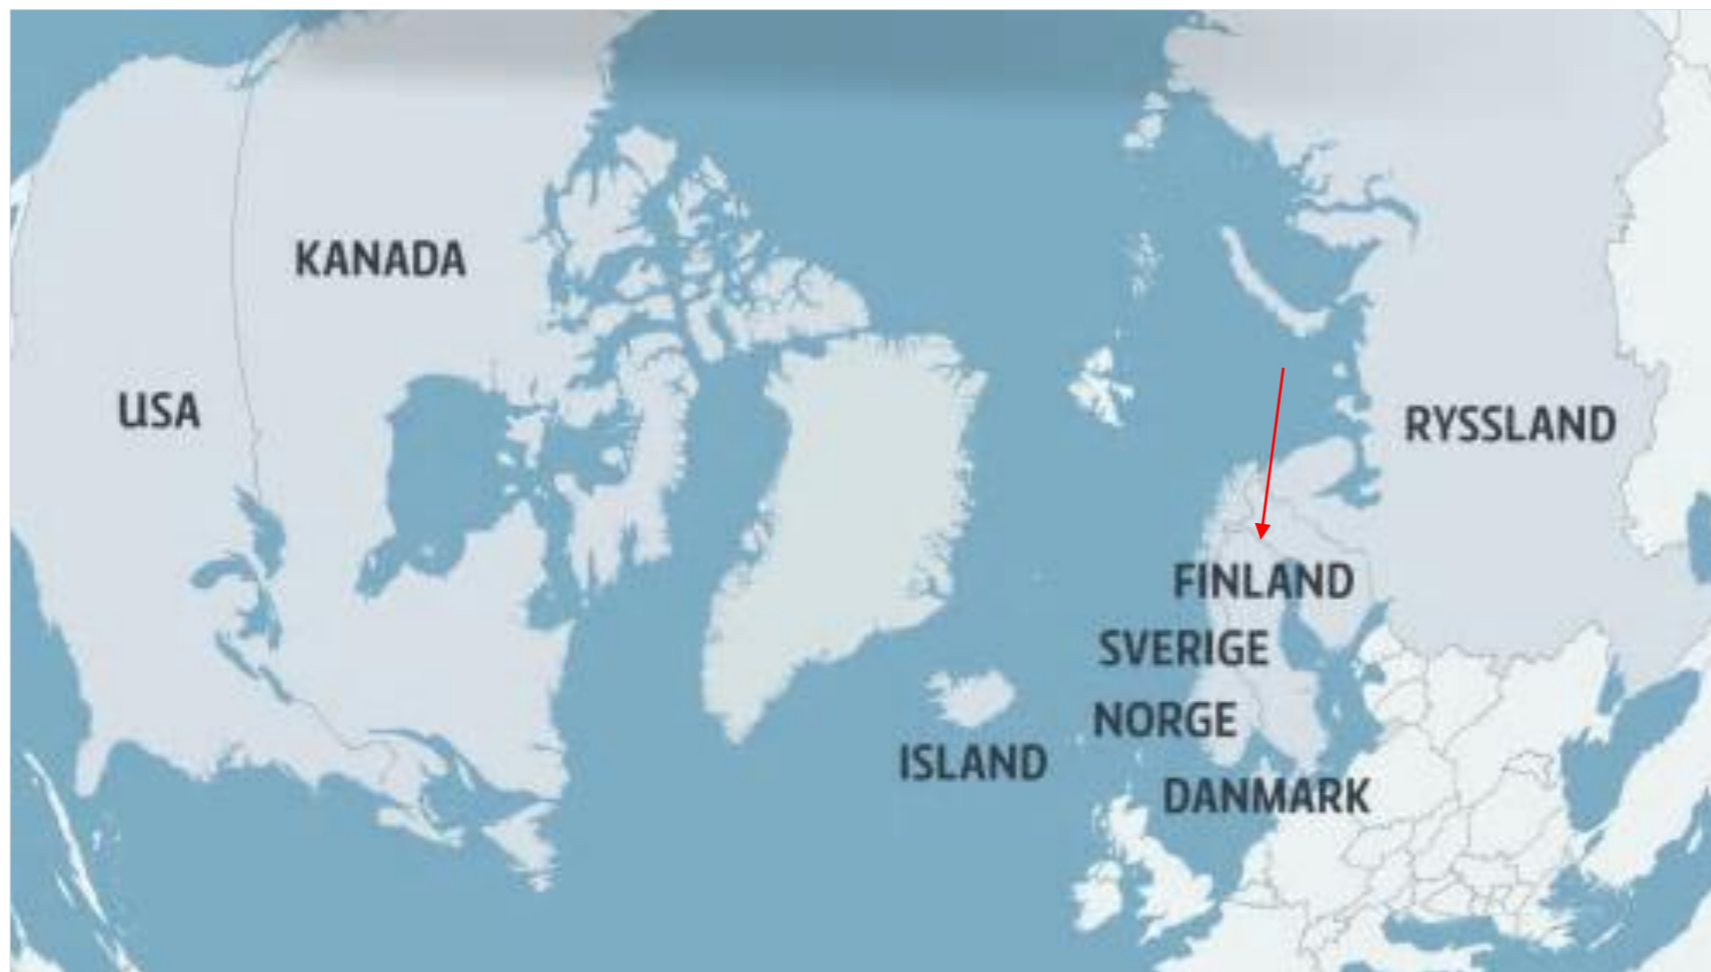 KANADA
USA
RYSSLAND
FINLAND
SVERIGE
NORGE
ISLAND
DANMARK